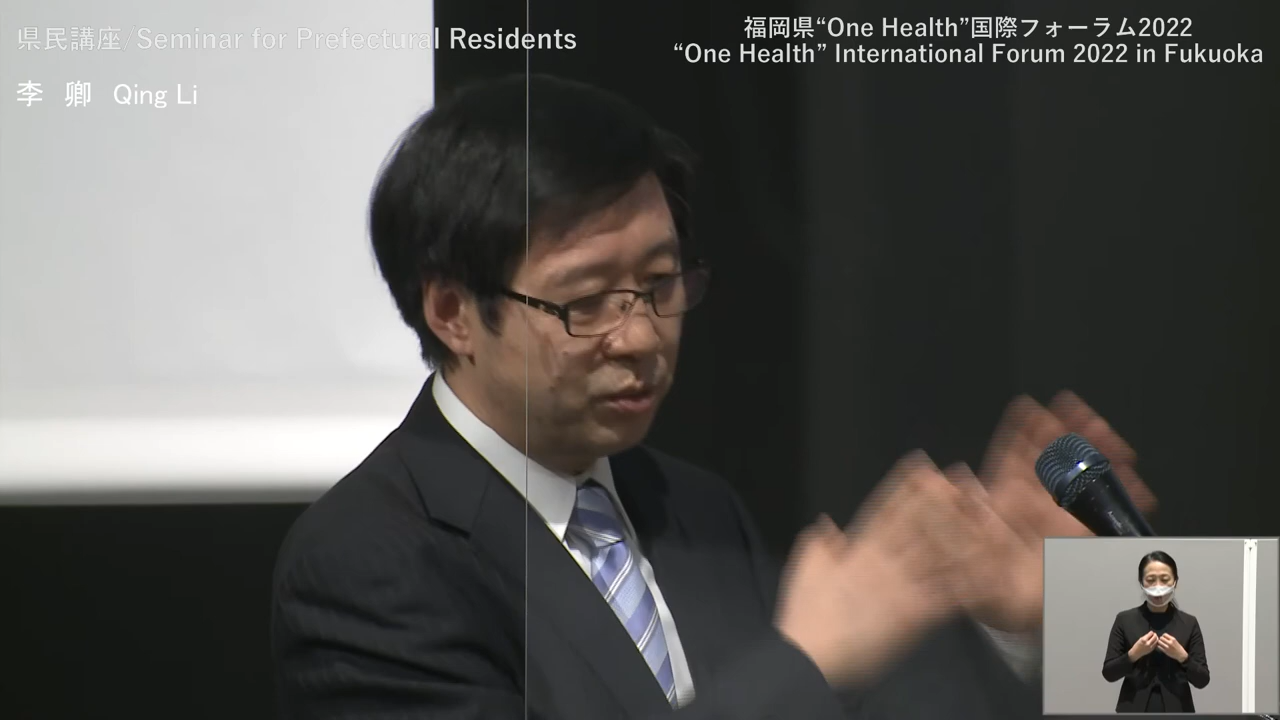 県民講座/Seminar for Prefectural Residents
李 卿 Qing Li
福岡県“One Health”国際フォーラム2022
“One Health” International Forum 2022 in Fukuoka